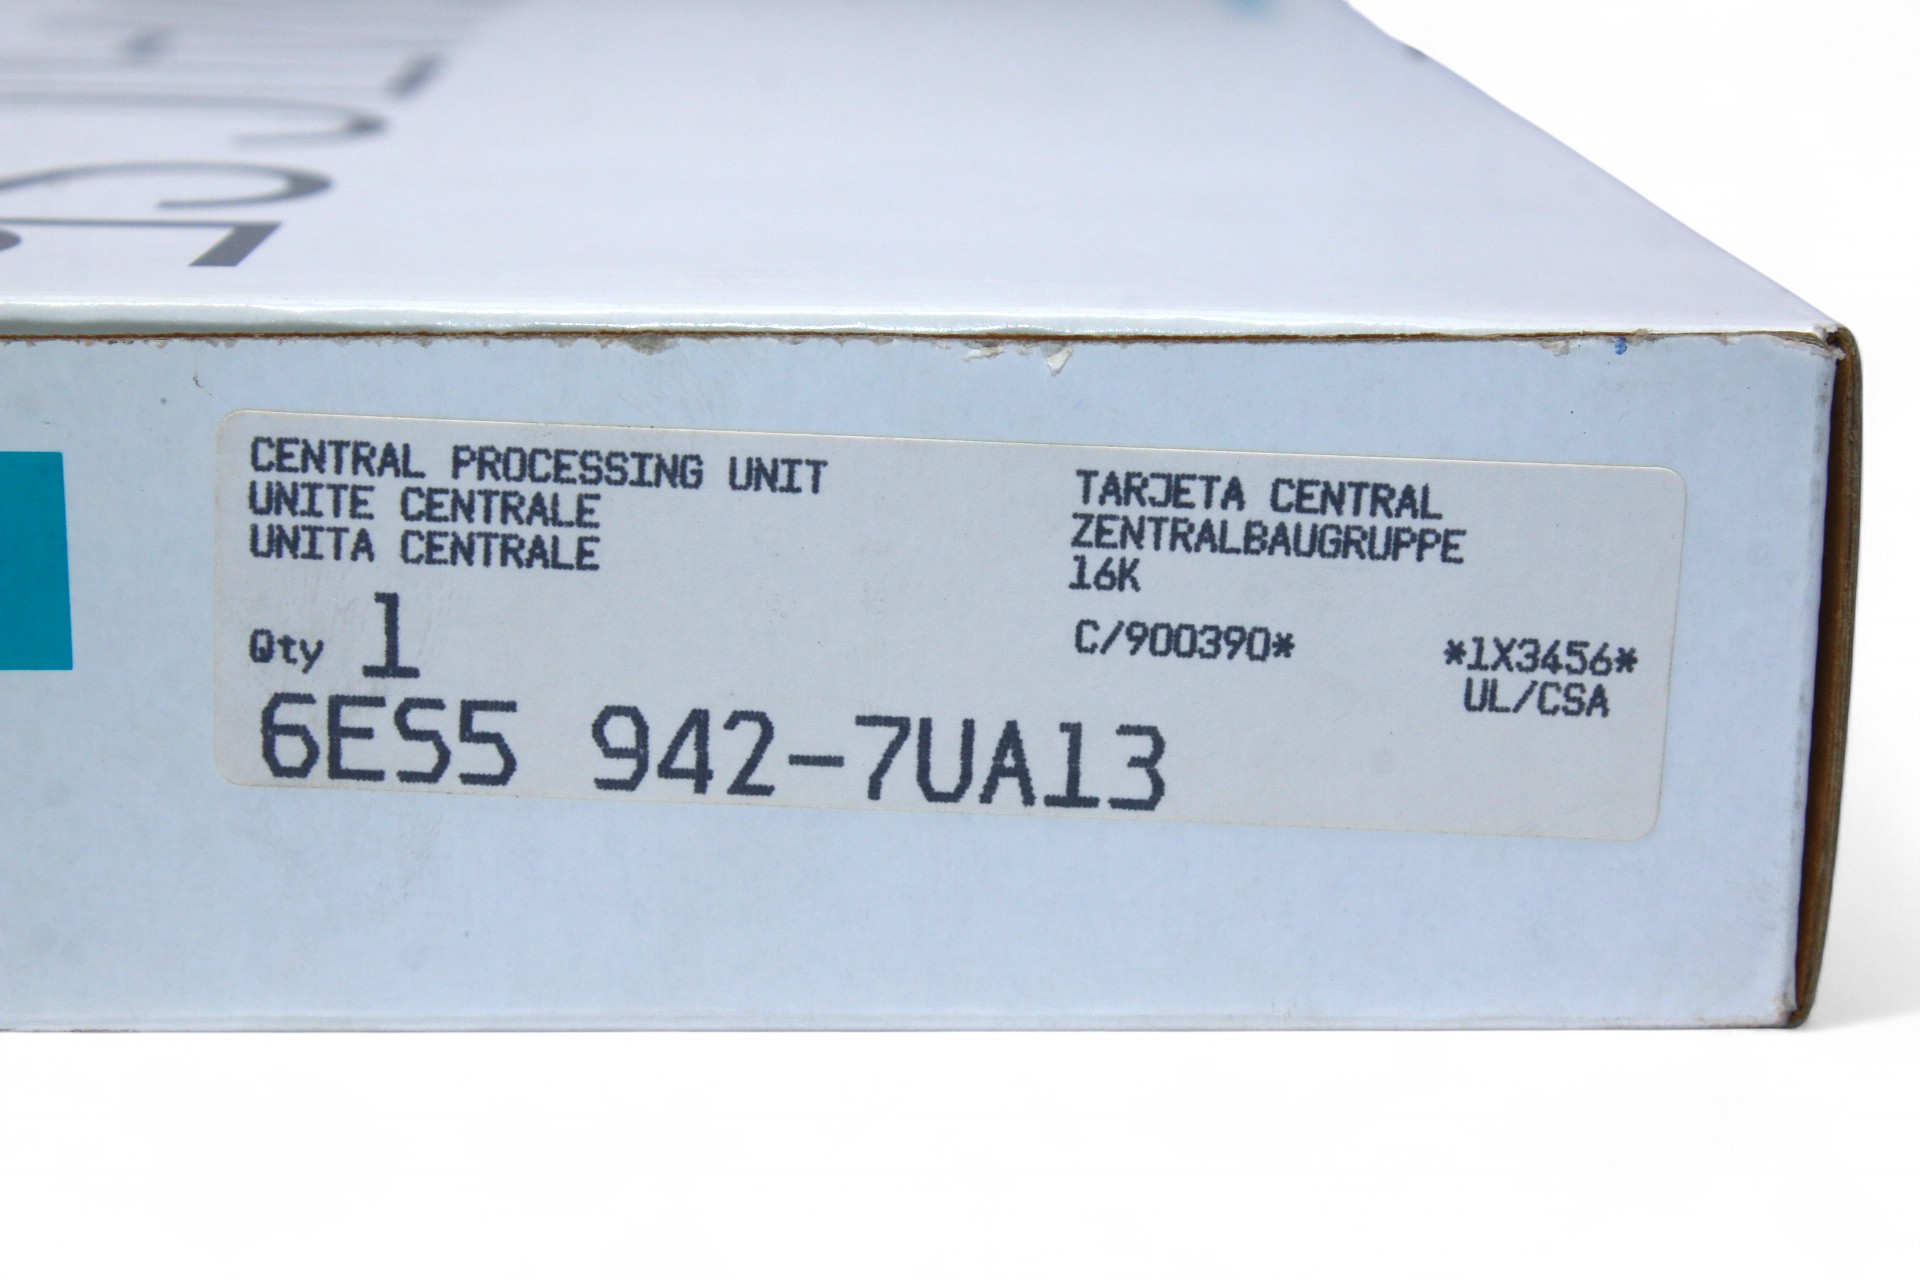 CENTRAL PROCESSING UNIT
UNITE CENTRALE
UNITA CENTRALE
TARJETA CENTRAL
ZENTRALBAUGRUPPE
16K
Qty 1
C/900390*
*1X3456*
UL/CSA
6ES5 942-7UA13